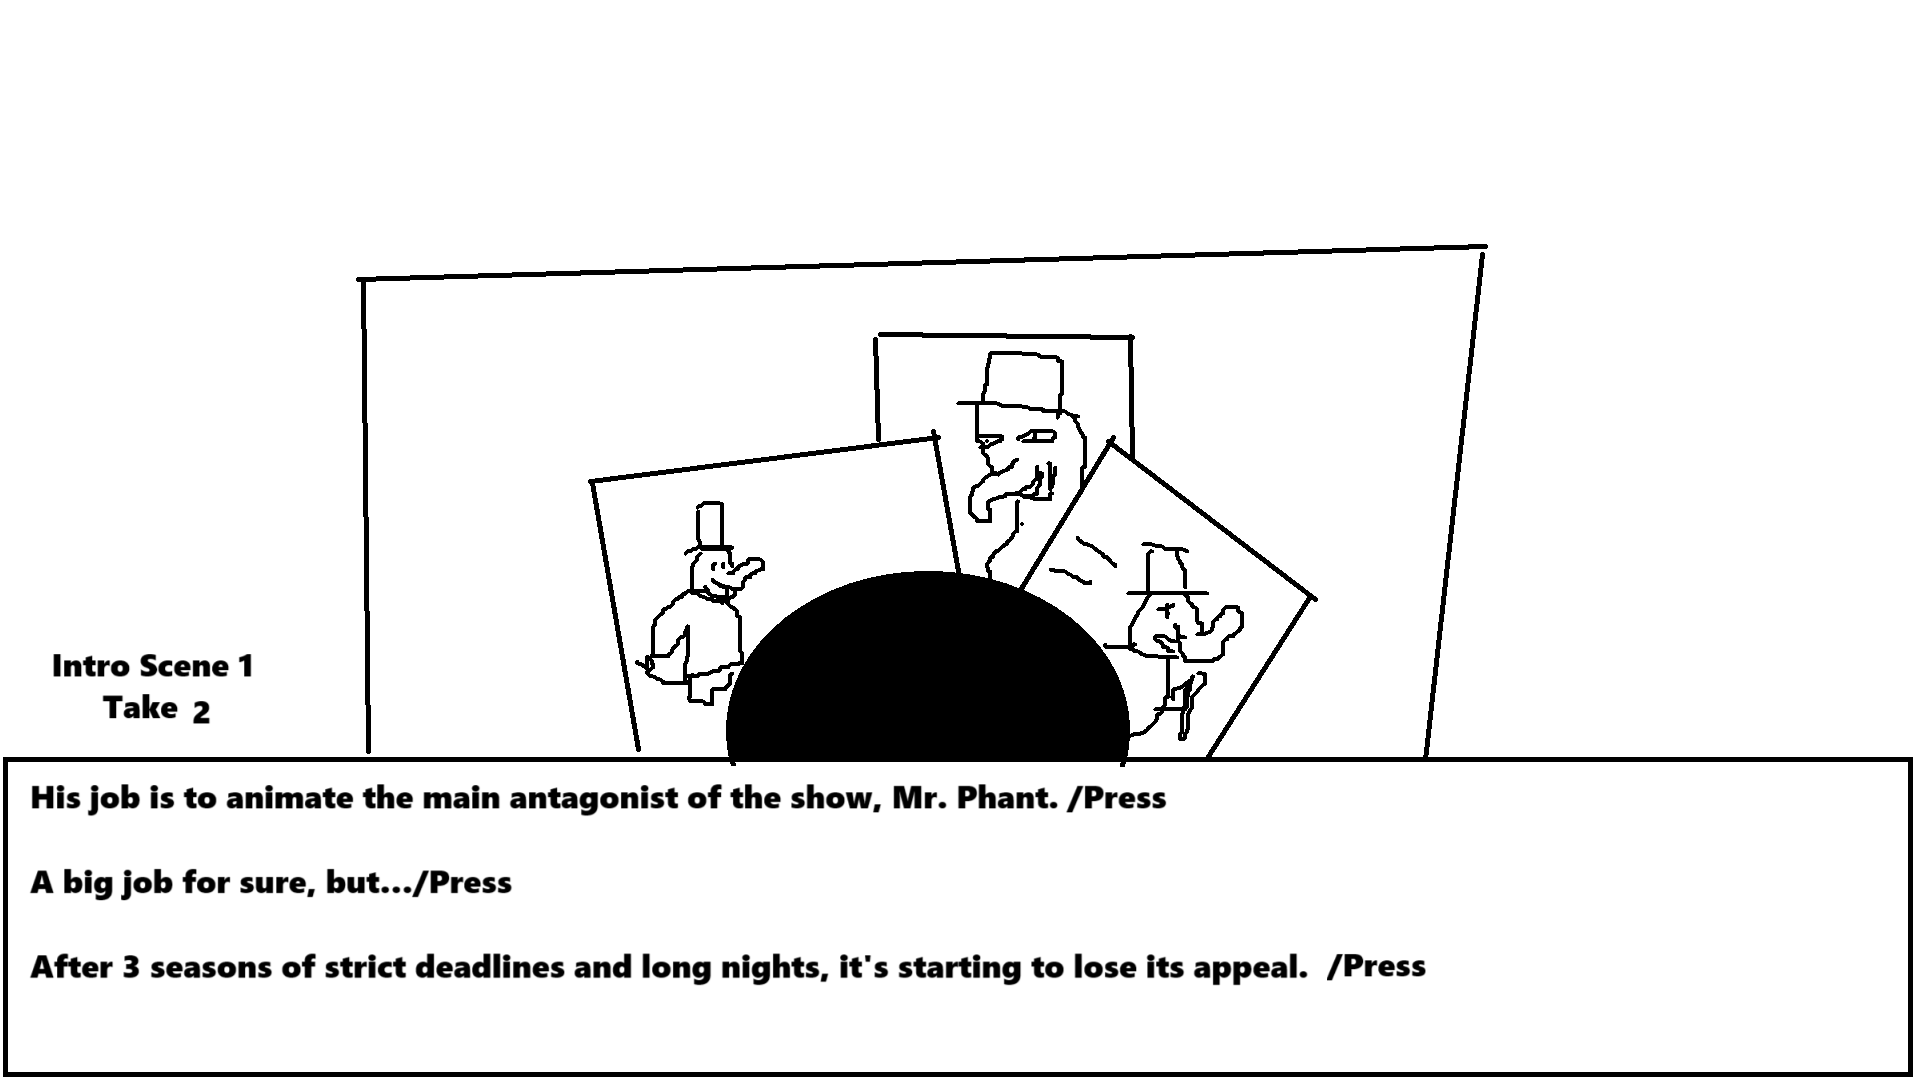 Intro Scene 1
Take 2
His job is to animate the main antagonist of the show, Mr. Phant. /Press
A big job for sure, but.../Press
After 3 seasons of strict deadlines and long nights, it's starting to lose its appeal. /Press